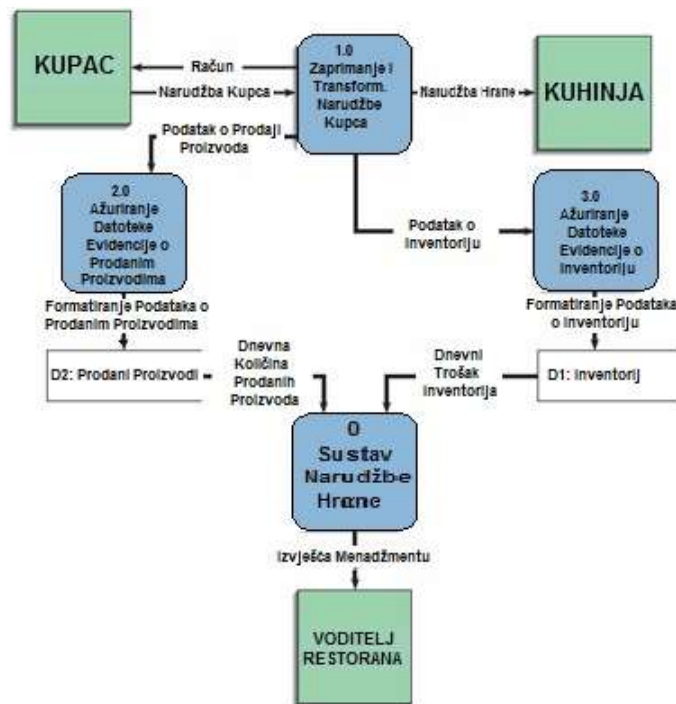 KUPAC
Račun
Narudžba Kupca
1.0
Zaprimanje i
Transform.
Narudžbe
Kupca
Narudžba Hrane
KUHINJA
Podatak o Prodaji
Proizvoda
2.0
Ažuriranje
Datoteke
Evidencije o
Prodanim
Proizvodima
Podatak o
Inventoriju
3.0
Ažuriranje
Datoteke
Evidencije o
Inventoriju
Formatiranje Podataka o
Prodanim Proizvodima
Formatiranje Podataka
o Inventoriju
D2: Prodani Proizvodi
Dnevna
Količina
Prodanih
Proizvoda
Dnevni
Trošak
Inventorija
D1: Inventorij
0
Sustav
Narudžbe
Hrane
Izvješća Menadžmentu
VODITELJ
RESTORANA